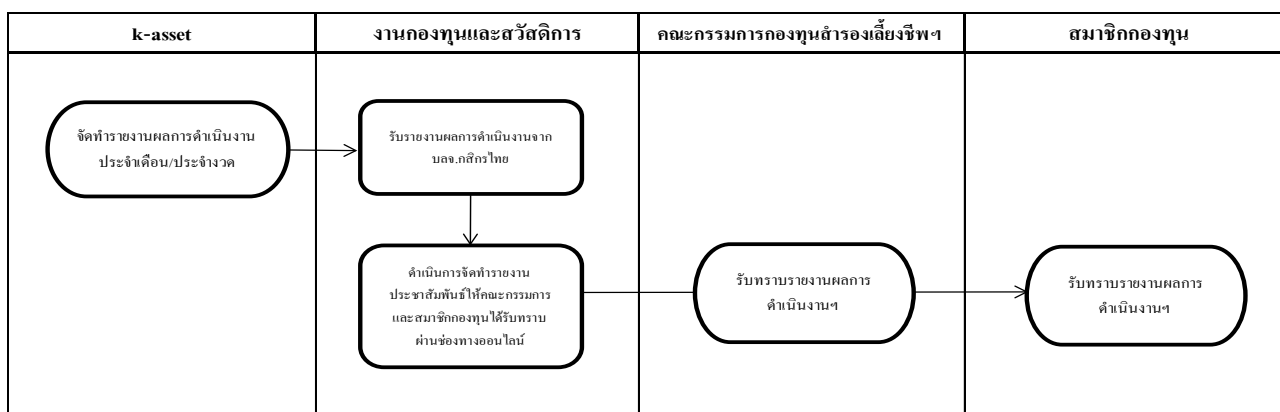 k-asset
งานกองทุนและสวัสดิการ
คณะกรรมการกองทุนสำรองเลี้ยงชีพฯ
สมาชิกกองทุน
จัดทำรายงานผลการดำเนินงาน
ประจำเดือน/ประจำงวด
รับรายงานผลการดำเนินงานจาก
บลจ.กสิกรไทย
ดำเนินการจัดทำรายงาน
ประชาสัมพันธ์ให้คณะกรรมการ
และสมาชิกกองทุนได้รับทราบ
ผ่านช่องทางออนไลน์
รับทราบรายงานผลการ
ดำเนินงานฯ
รับทราบรายงานผลการ
ดำเนินงานฯ